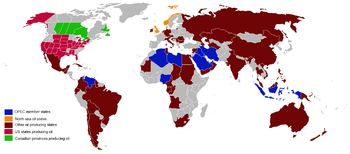 OPEC member states
North sea oil states
Other oil producing states
US states producing oil
Canadian provinces producing oil